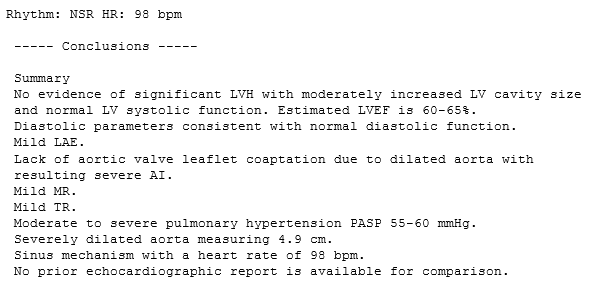 Rhythm: NSR HR: 98 bpm
----- Conclusions -----
Summary
No evidence of significant LVH with moderately increased LV cavity size
and normal LV systolic function. Estimated LVEF is 60-65%.
Diastolic parameters consistent with normal diastolic function.
Mild LAE.
Lack of aortic valve leaflet coaptation due to dilated aorta with
resulting severe AI.
Mild MR.
Mild TR.
Moderate to severe pulmonary hypertension PASP 55-60 mmHg.
Severely dilated aorta measuring 4.9 cm.
Sinus mechanism with a heart rate of 98 bpm.
No prior echocardiographic report is available for comparison.